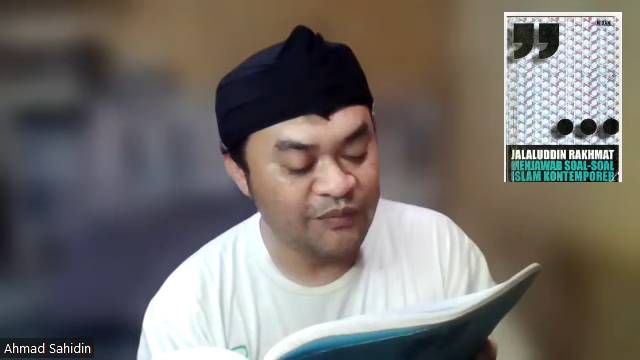 JALALUDDIN RAKHMAT
MENJAWAB SOAL-SOAL
ISLAM KONTEMPORER
Ahmad Sahidin